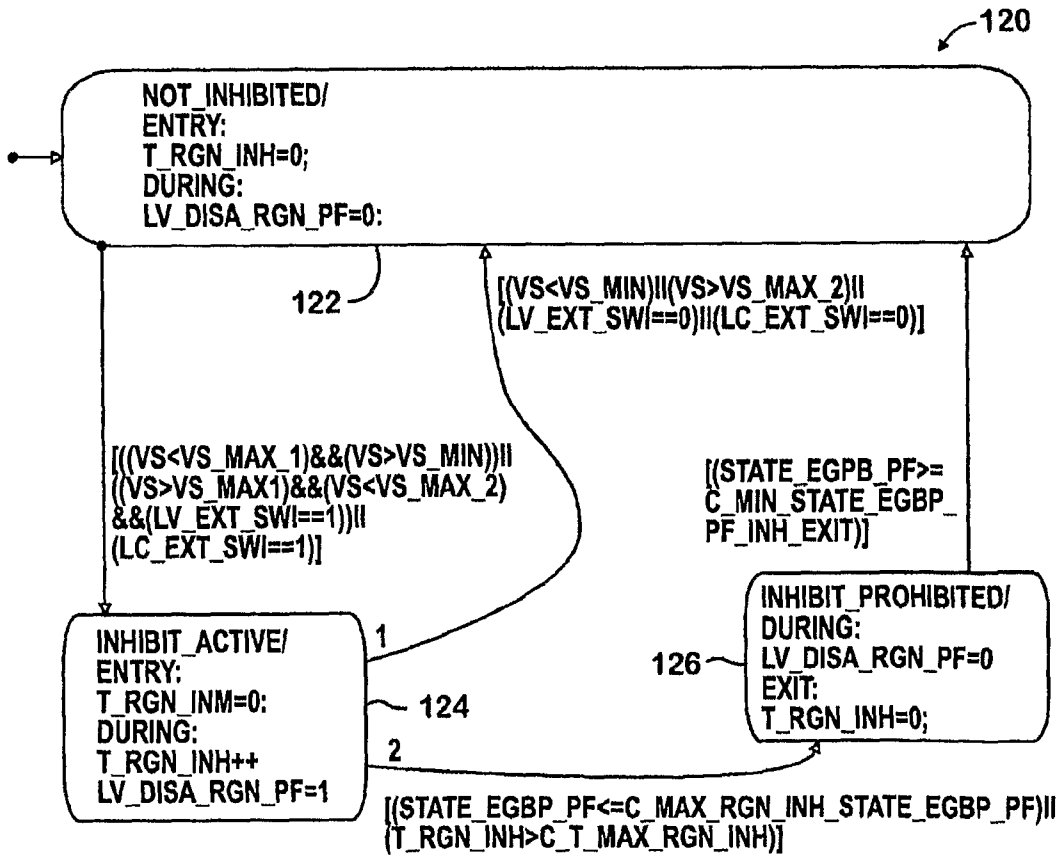 120
NOT_INHIBITED/
ENTRY:
T_RGN_INH=0;
DURING:
LV_DISA_RGN_PF=0:
122
[(VS<VS_MIN)||(VS>VS_MAX_2)||
(LV_EXT_SWI==0)||(LC_EXT_SWI==0)]
[((VS<VS_MAX_1)&&(VS>VS_MIN))||
((VS>VS_MAX1)&&(VS<VS_MAX_2)
&&(LV_EXT_SWI==1))||
(LC_EXT_SWI==1)]
[(STATE_EGPB_PF>=
C_MIN_STATE_EGBP_
PF_INH_EXIT)]
INHIBIT_ACTIVE/
ENTRY:
T_RGN_INM=0:
DURING:
T_RGN_INH++
LV_DISA_RGN_PF=1
1
124
2
INHIBIT_PROHIBITED/
DURING:
LV_DISA_RGN_PF=0
EXIT:
T_RGN_INH=0;
126
[(STATE_EGBP_PF<=C_MAX_RGN_INH_STATE_EGBP_PF)||
(T_RGN_INH>C_T_MAX_RGN_INH)]